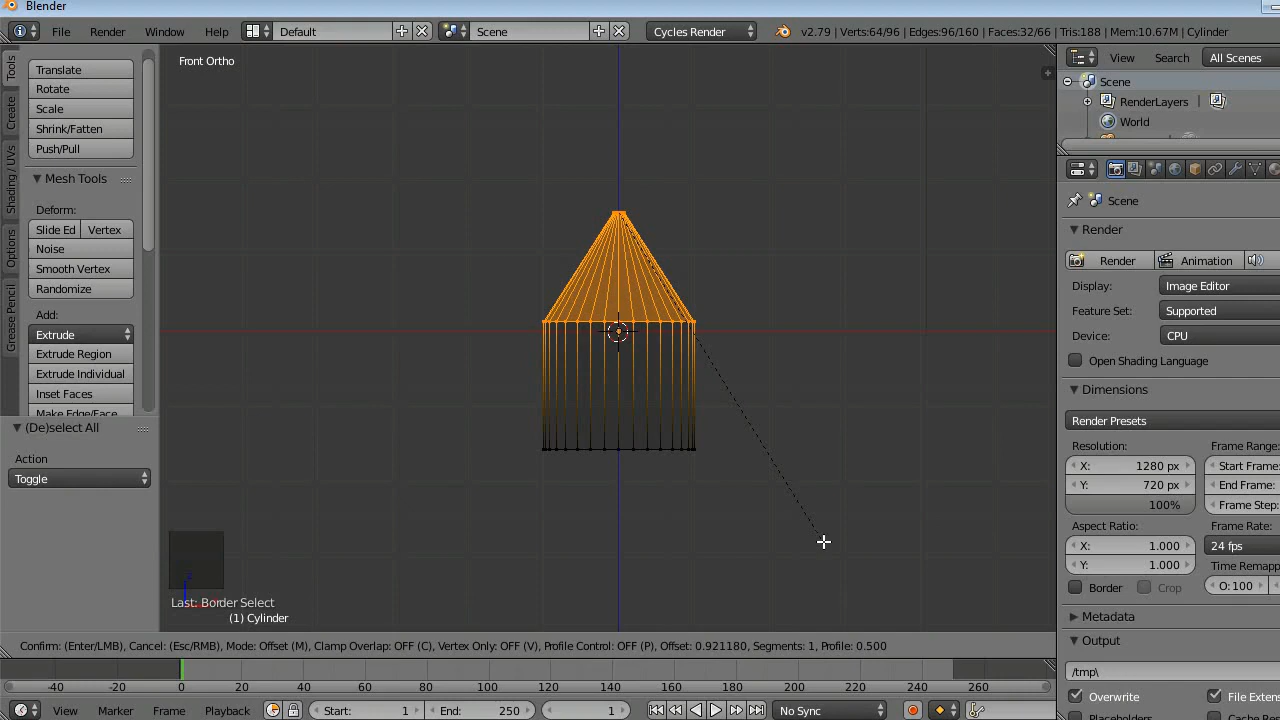 Blender
File Render Window Help Default Scene Cycles Render v2.79 | Verts:64/96 | Edges:96/160 | Faces:32/66 | Tris:188 | Mem:10.67M | Cylinder
Front Ortho
Tools
Create
Shading / UVs
Options
Grease Pencil
Translate
Rotate
Scale
Shrink/Fatten
Push/Pull
Mesh Tools
Deform:
Slide Ed Vertex
Noise
Smooth Vertex
Randomize
Add:
Extrude
Extrude Region
Extrude Individual
Inset Faces
Make Edge/Face
(De)select All
Action
Toggle
Last: Border Select
(1) Cylinder
Confirm: (Enter/LMB), Cancel: (Esc/RMB), Mode: Offset (M), Clamp Overlap: OFF (C), Vertex Only: OFF (V), Profile Control: OFF (P), Offset: 0.921180, Segments: 1, Profile: 0.500
-40 -20 0 20 40 60 80 100 120 140 160 180 200 220 240 260
View Marker Frame Playback Start: 1 End: 250 1 No Sync
View Search All Scenes
Scene
RenderLayers
World
Scene
Render
Render Animation
Display: Image Editor
Feature Set: Supported
Device: CPU
Open Shading Language
Dimensions
Render Presets
Resolution: Frame Rang:
X: 1280 px Start Frame:
Y: 720 px End Frame:
100% Frame Step:
Aspect Ratio: Frame Rate:
X: 1.000 24 fps
Y: 1.000 Time Remapp
Border Crop O: 100
Metadata
Output
/tmp\
Overwrite File Extens
Placeholders